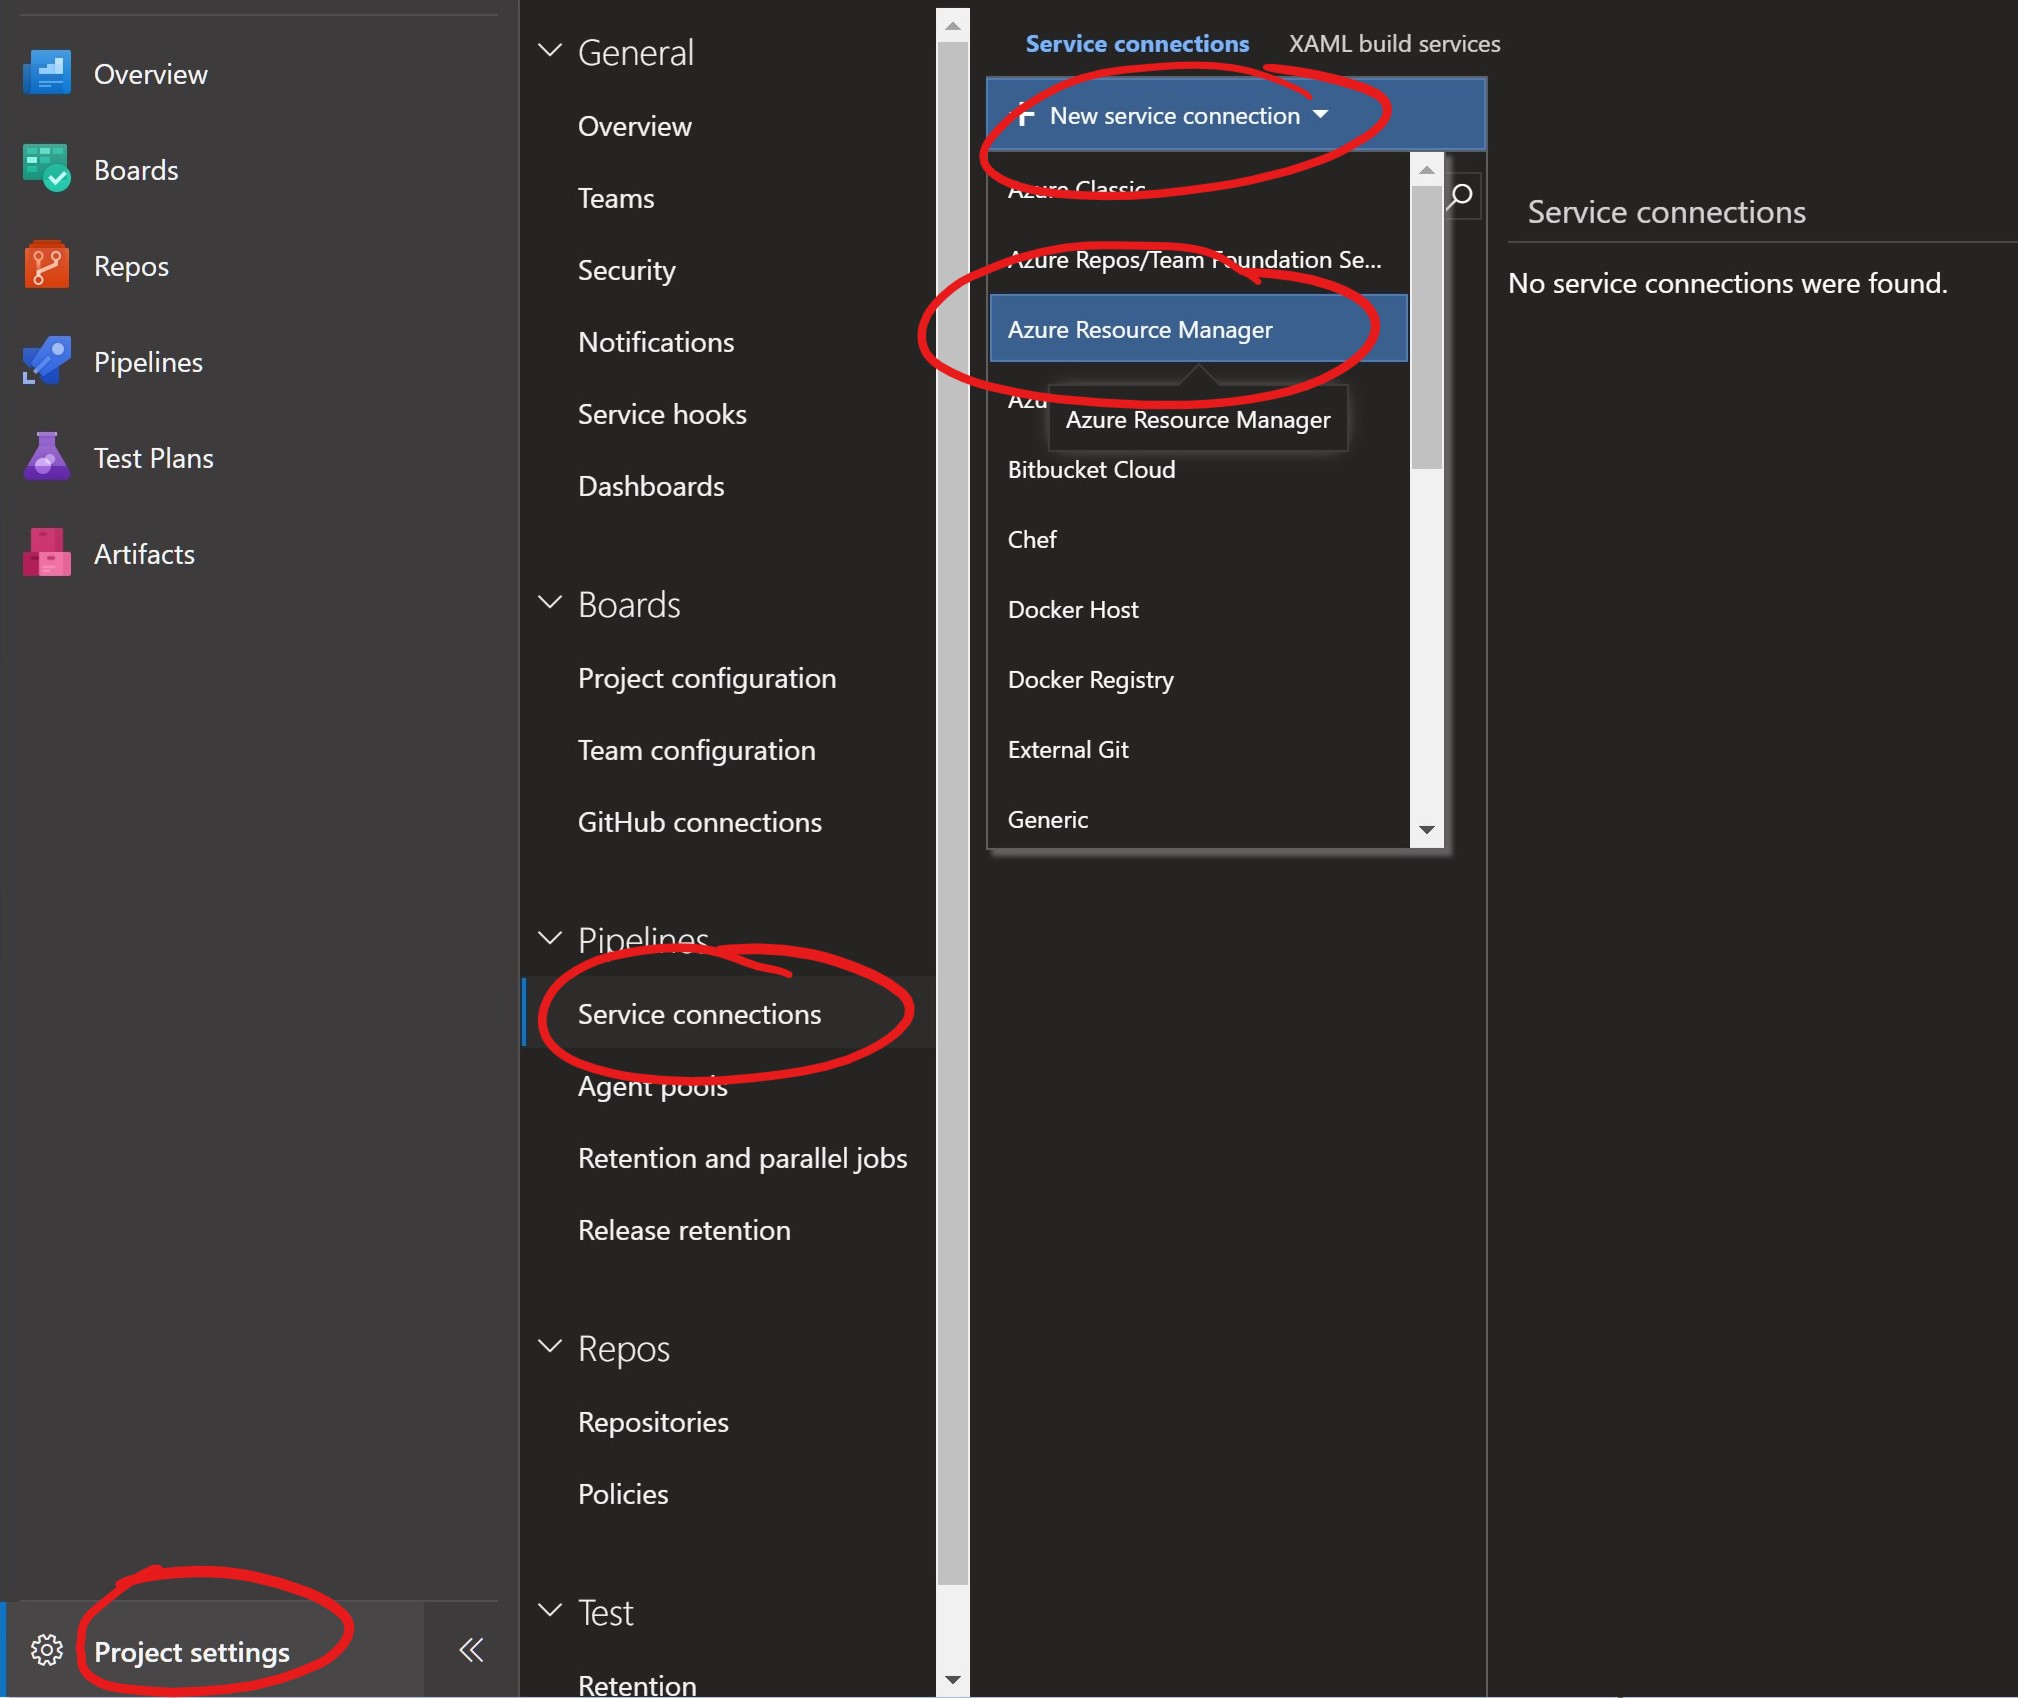 Overview
Boards
Repos
Pipelines
Test Plans
Artifacts
Project settings
General
Overview
Teams
Security
Notifications
Service hooks
Dashboards
Boards
Project configuration
Team configuration
GitHub connections
Pipelines
Service connections
Agent pools
Retention and parallel jobs
Release retention
Repos
Repositories
Policies
Test
Retention
Service connections
XAML build services
+ New service connection
Azure Classic
Azure Repos/Team Foundation Se...
Azure Resource Manager
Azure Resource Manager
Bitbucket Cloud
Chef
Docker Host
Docker Registry
External Git
Generic
Service connections
No service connections were found.